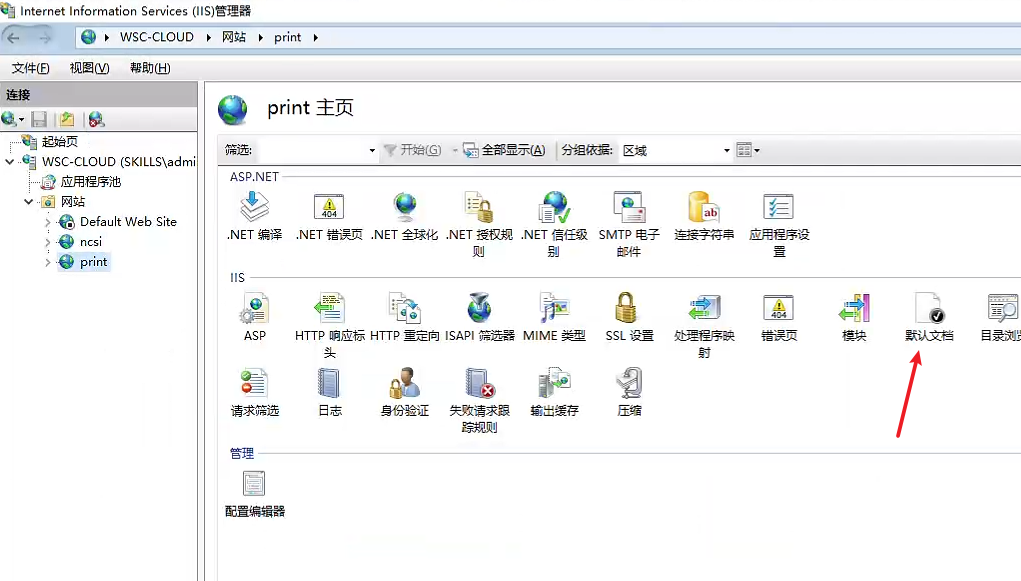 Internet Information Services (IIS)管理器
WSC-CLOUD 网站 print
文件(F) 视图(V) 帮助(H)
连接
起始页
WSC-CLOUD (SKILLS\admi
应用程序池
网站
Default Web Site
ncsi
print
print 主页
筛选: 开始(G) 全部显示(A) 分组依据: 区域
ASP.NET
.NET 编译 .NET 错误页 .NET 全球化 .NET 授权规 .NET 信任级 SMTP 电子 连接字符串 应用程序设
则 别 邮件 置
IIS
ASP HTTP 响应标 HTTP 重定向 ISAPI 筛选器 MIME 类型 SSL 设置 处理程序映 错误页 模块 默认文档 目录浏览
头 射
请求筛选 日志 身份验证 失败请求跟 输出缓存 压缩
踪规则
管理
配置编辑器